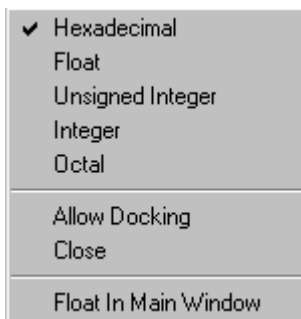 Hexadecimal
Float
Unsigned Integer
Integer
Octal
Allow Docking
Close
Float In Main Window